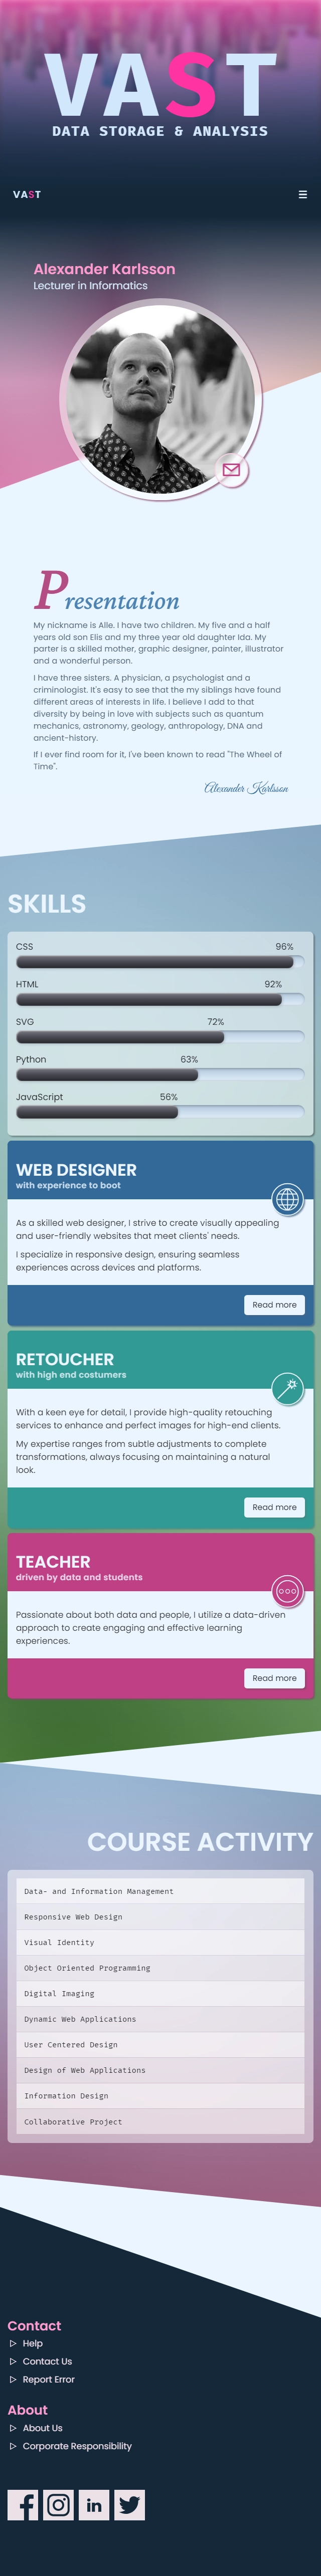 VAST
DATA STORAGE & ANALYSIS
VAST
Alexander Karlsson
Lecturer in Informatics
Presentation
My nickname is Alle. I have two children. My five and a half
years old son Elis and my three year old daughter Ida. My
parter is a skilled mother, graphic designer, painter, illustrator
and a wonderful person.
I have three sisters. A physician, a psychologist and a
criminologist. It's easy to see that the my siblings have found
different areas of interests in life. I believe I add to that
diversity by being in love with subjects such as quantum
mechanics, astronomy, geology, anthropology, DNA and
ancient-history.
If I ever find room for it, I've been known to read "The Wheel of
Time".
Alexander Karlsson
SKILLS
CSS 96%
HTML 92%
SVG 72%
Python 63%
JavaScript 56%
WEB DESIGNER
with experience to boot
As a skilled web designer, I strive to create visually appealing
and user-friendly websites that meet clients' needs.
I specialize in responsive design, ensuring seamless
experiences across devices and platforms.
Read more
RETOUCHER
with high end costumers
With a keen eye for detail, I provide high-quality retouching
services to enhance and perfect images for high-end clients.
My expertise ranges from subtle adjustments to complete
transformations, always focusing on maintaining a natural
look.
Read more
TEACHER
driven by data and students
Passionate about both data and people, I utilize a data-driven
approach to create engaging and effective learning
experiences.
Read more
COURSE ACTIVITY
Data- and Information Management
Responsive Web Design
Visual Identity
Object Oriented Programming
Digital Imaging
Dynamic Web Applications
User Centered Design
Design of Web Applications
Information Design
Collaborative Project
Contact
Help
Contact Us
Report Error
About
About Us
Corporate Responsibility